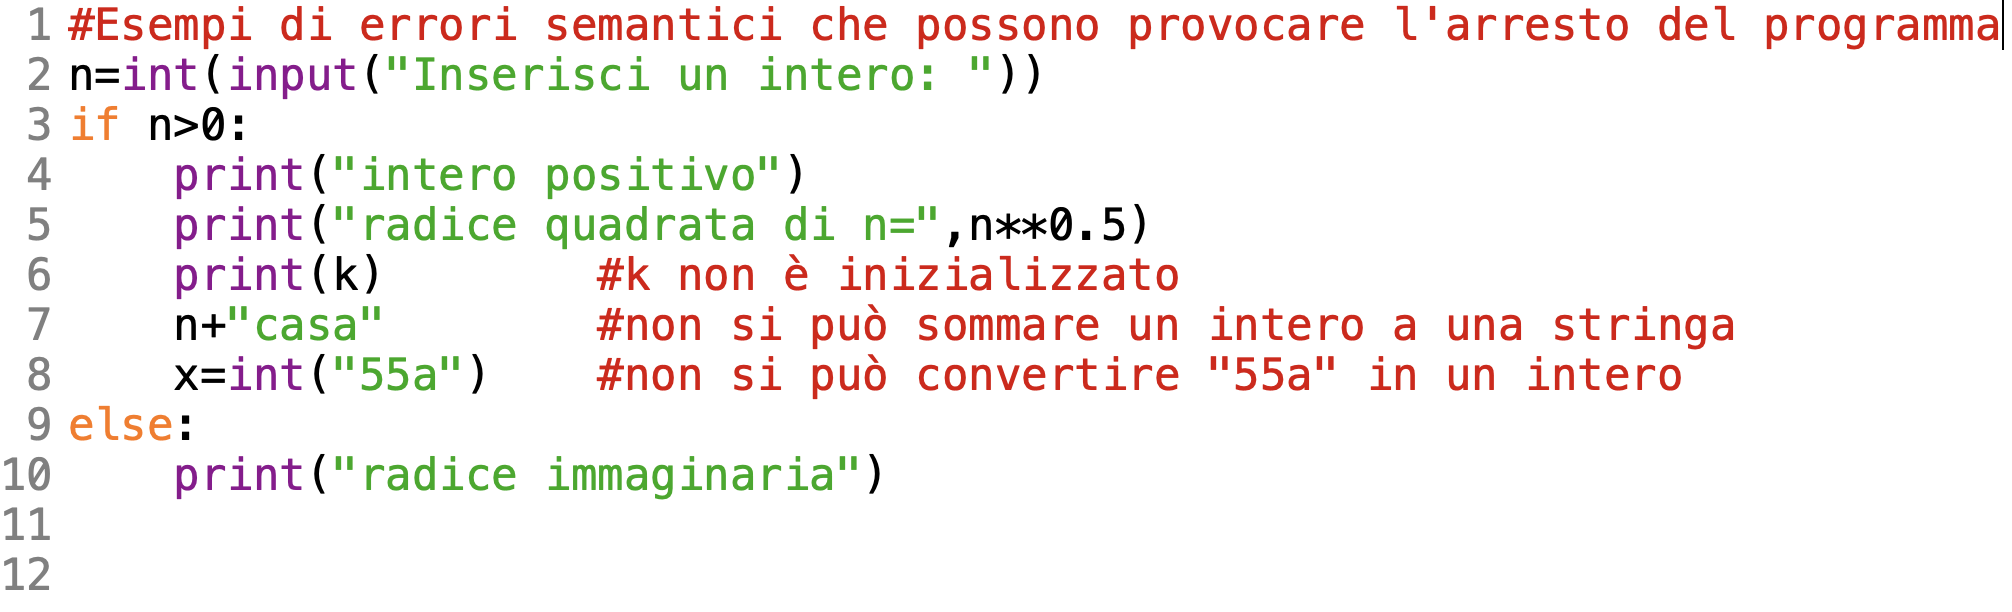 1 #Esempi di errori semantici che possono provocare l'arresto del programma
2 n=int(input("Inserisci un intero: "))
3 if n>0:
4     print("intero positivo")
5     print("radice quadrata di n=",n**0.5)
6     print(k)        #k non è inizializzato
7     n+"casa"        #non si può sommare un intero a una stringa
8     x=int("55a")    #non si può convertire "55a" in un intero
9 else:
10     print("radice immaginaria")
11
12